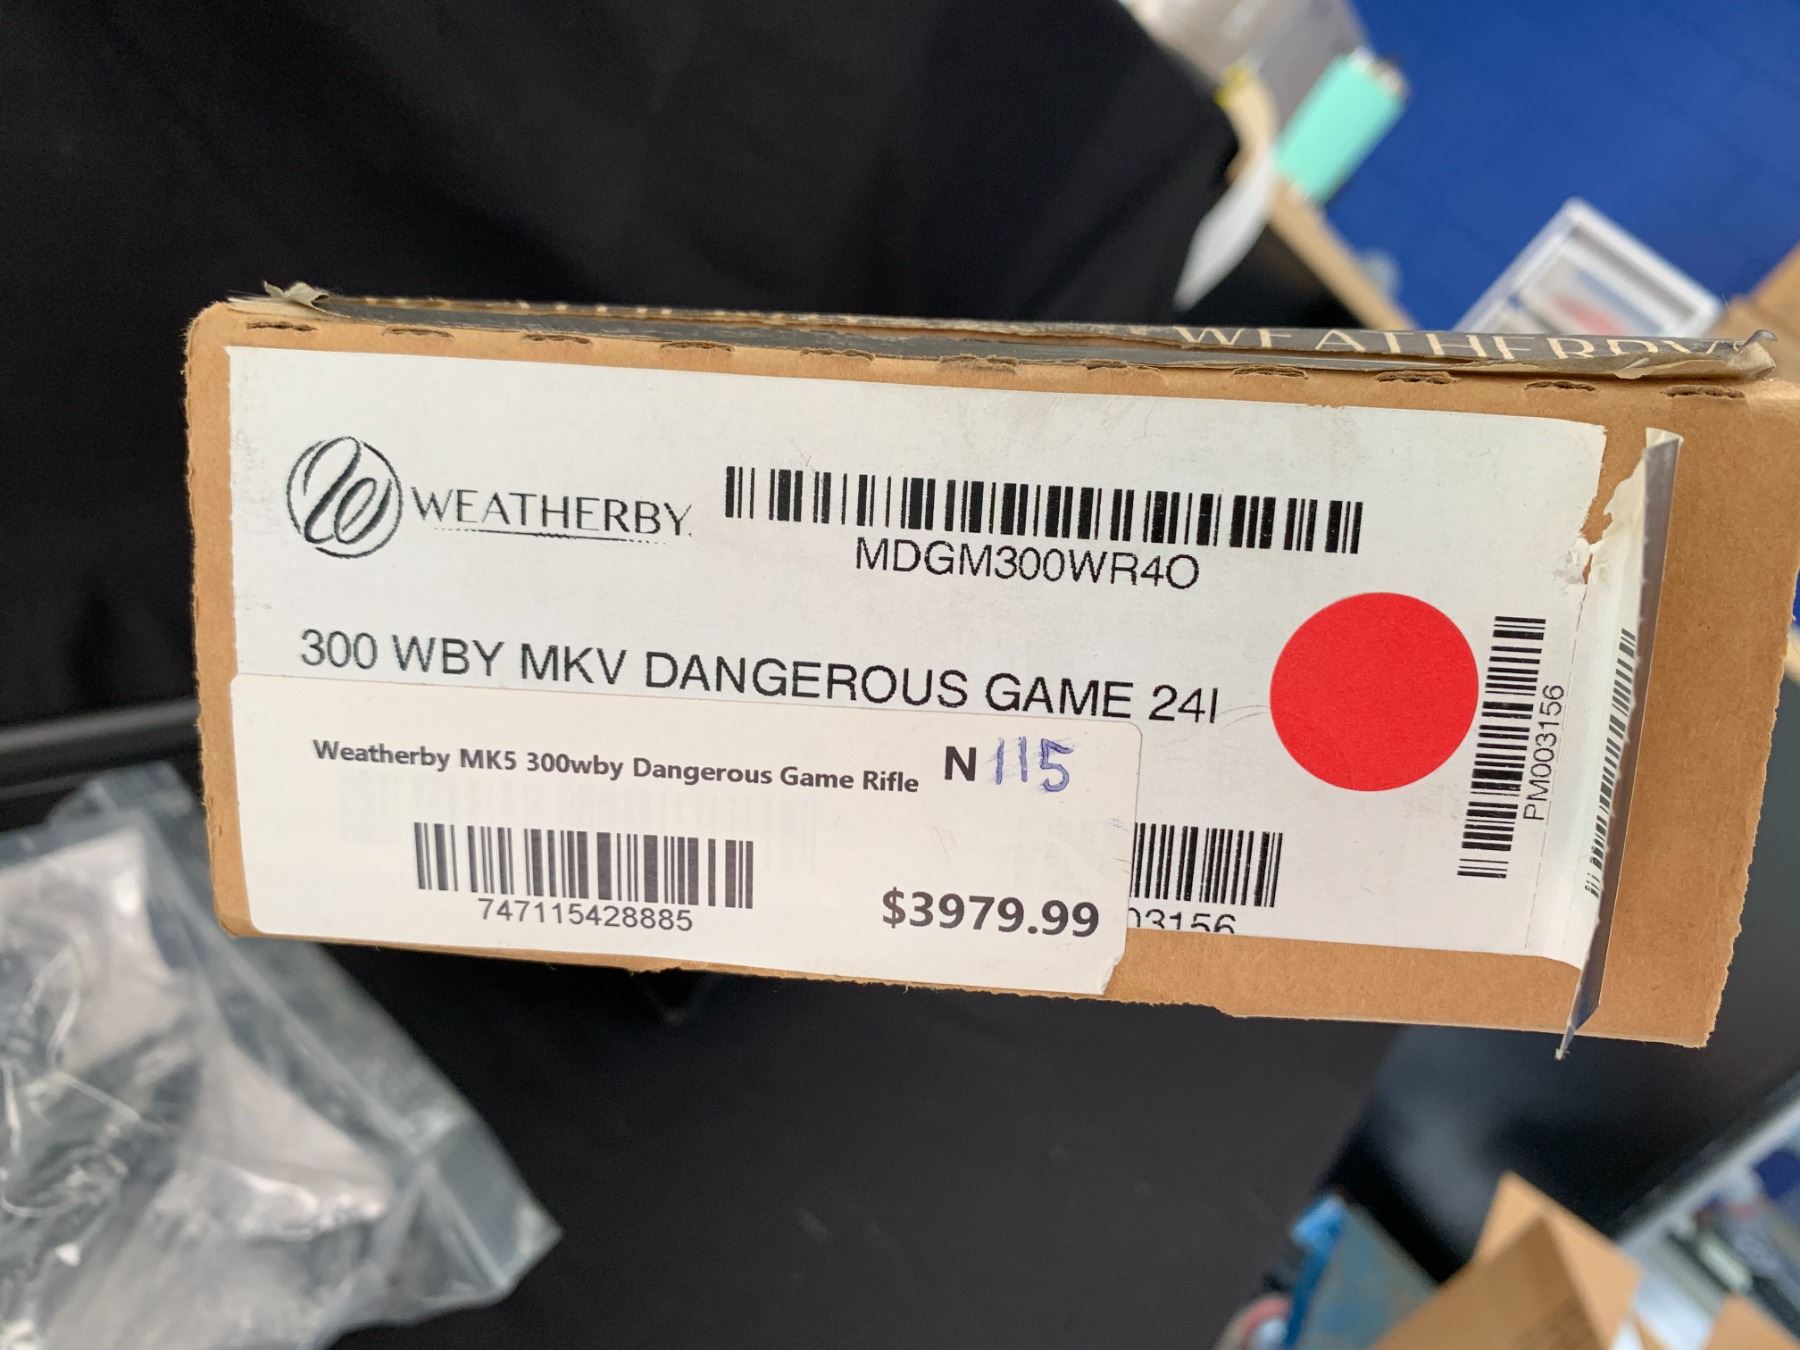 WEATHERBY
WEATHERBY
MDGM300WR4O
300 WBY MKV DANGEROUS GAME 24I
PM003156
Weatherby MK5 300wby Dangerous Game Rifle N 115
747115428885
$3979.99
03156